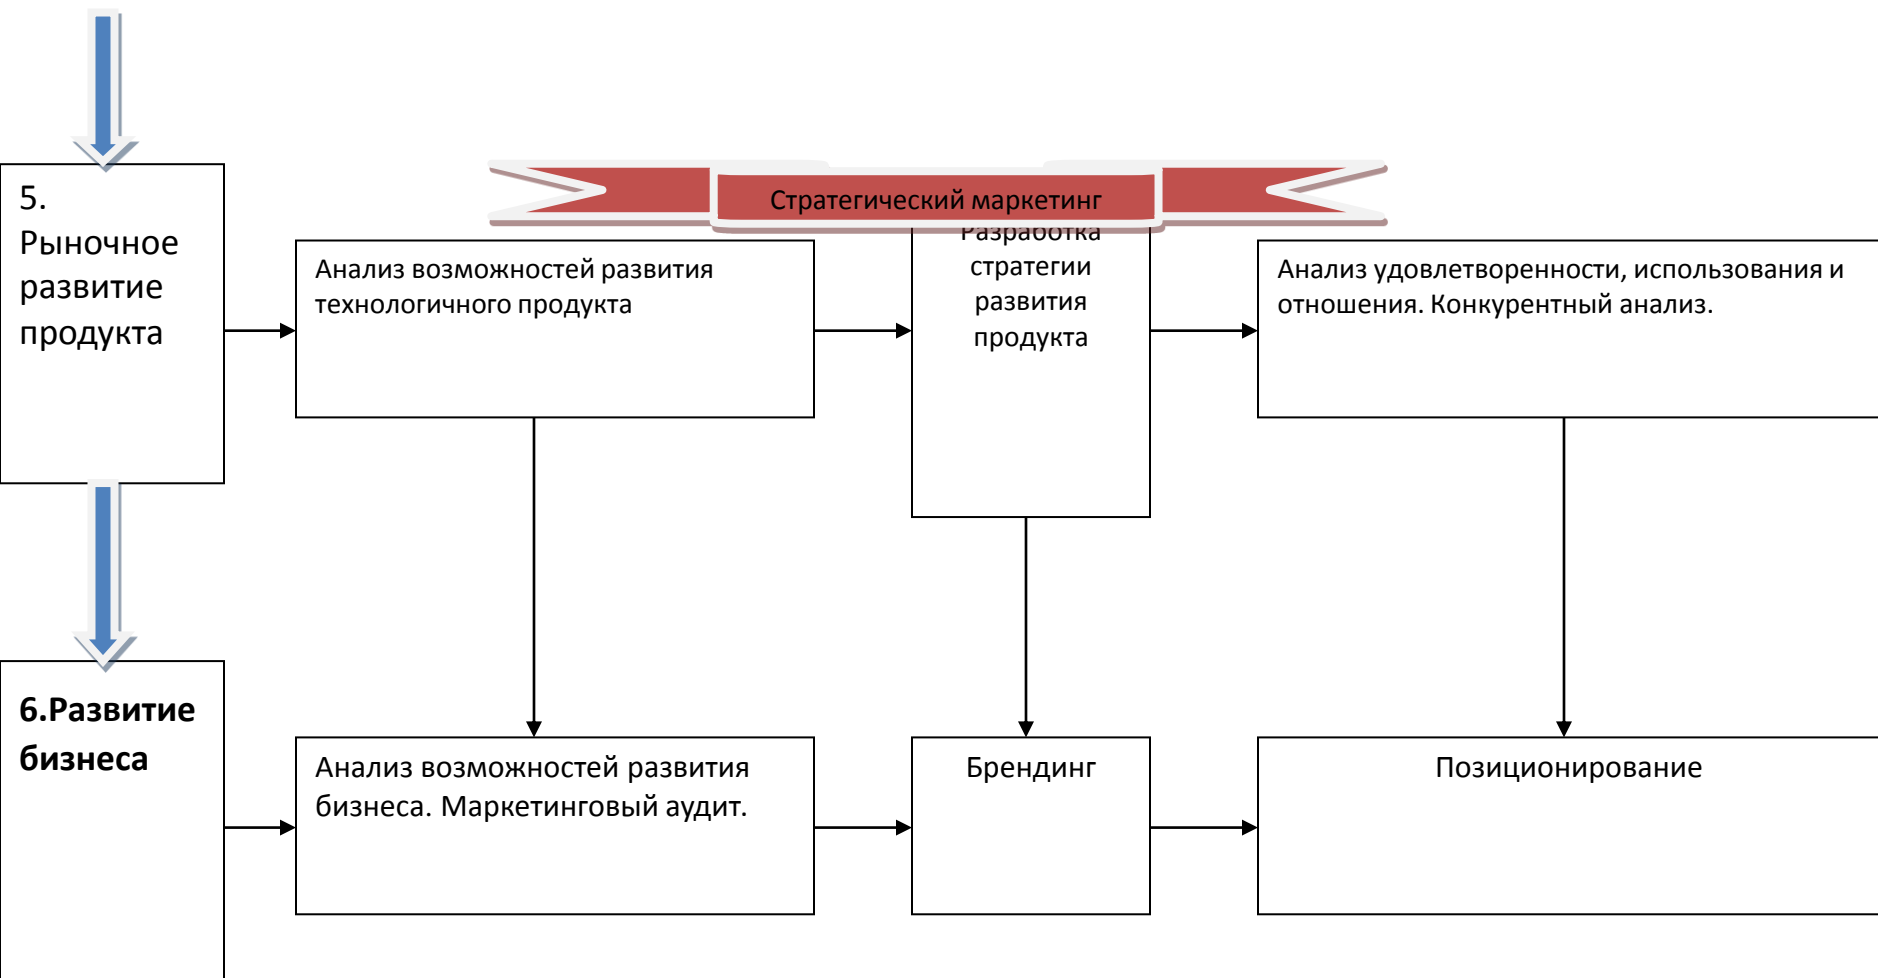 Стратегический маркетинг
5.
Рыночное
развитие
продукта
Анализ возможностей развития
технологичного продукта
Разработка
стратегии
развития
продукта
Анализ удовлетворенности, использования и
отношения. Конкурентный анализ.
6.Развитие
бизнеса
Анализ возможностей развития
бизнеса. Маркетинговый аудит.
Брендинг
Позиционирование